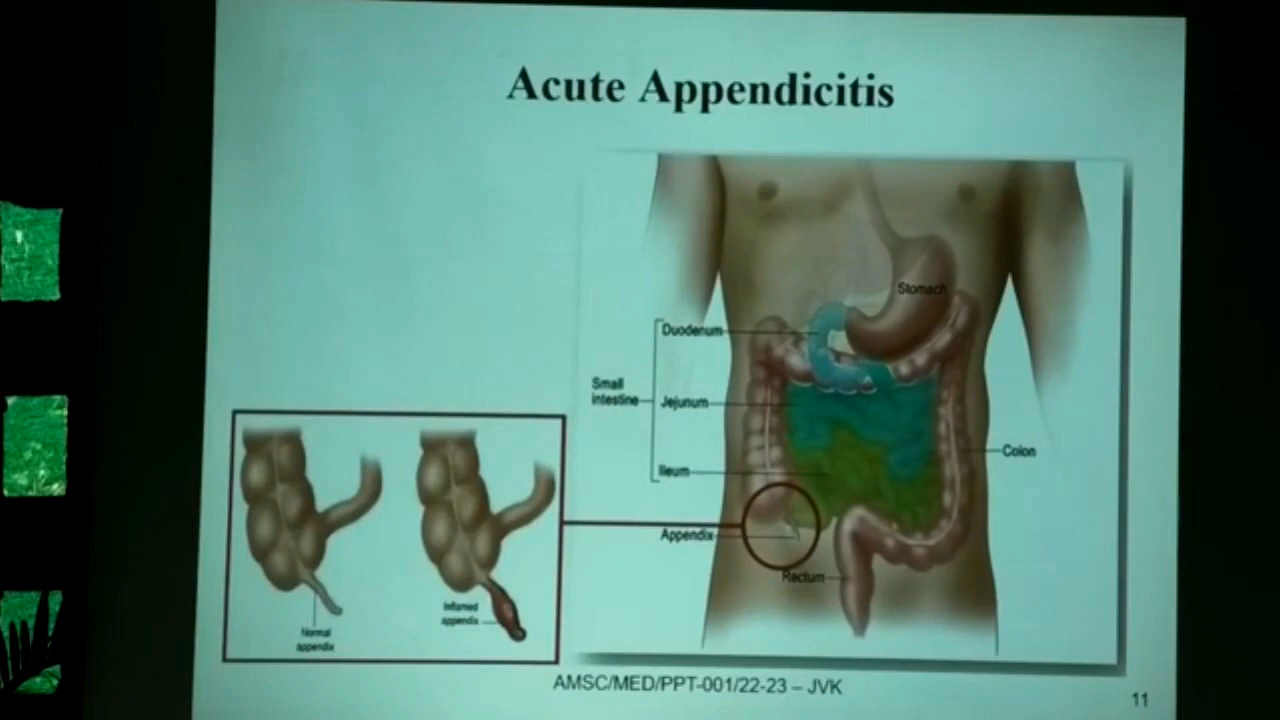 Acute Appendicitis
Stomach
Duodenum
Small
intestine
Jejunum
Colon
Ileum
Appendix
Rectum
Normal
appendix
Inflamed
appendix
AMSC/MED/PPT-001/22-23 – JVK
11